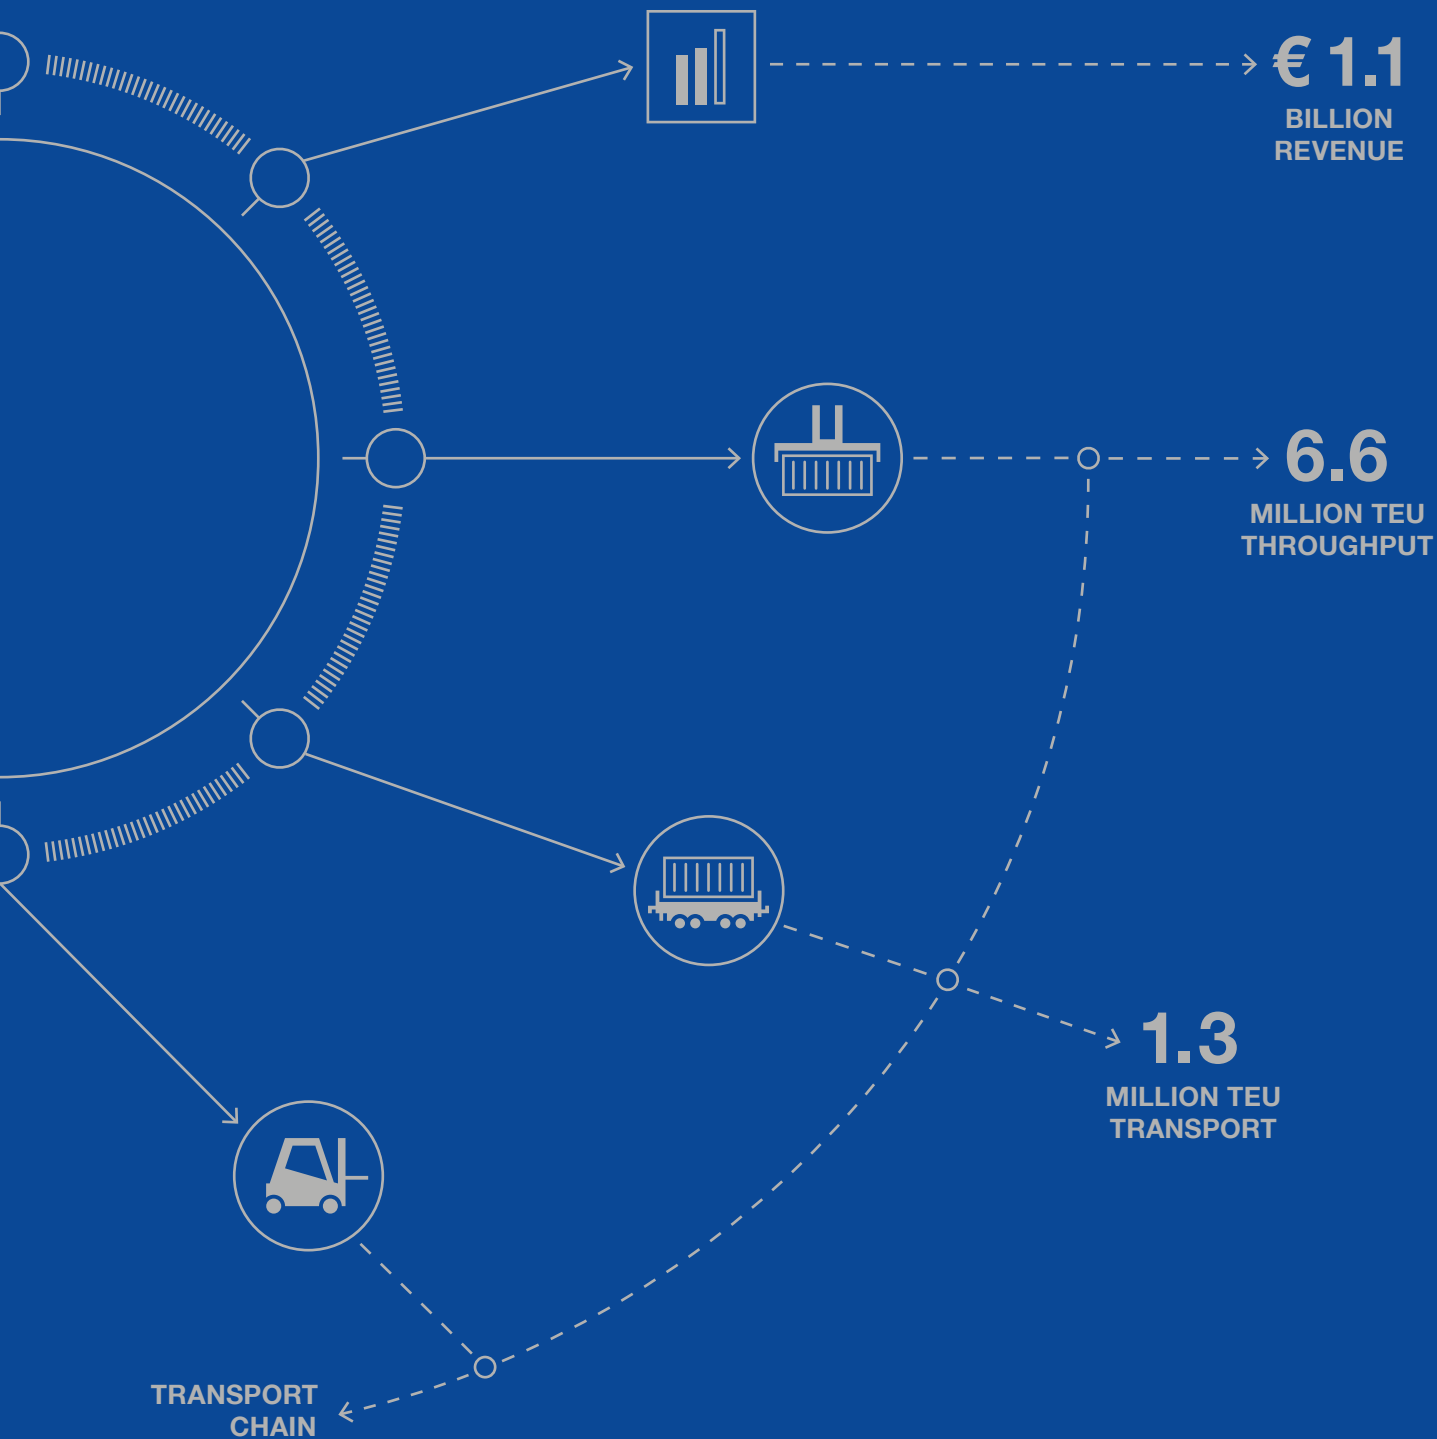 € 1.1
BILLION
REVENUE
6.6
MILLION TEU
THROUGHPUT
1.3
MILLION TEU
TRANSPORT
TRANSPORT
CHAIN